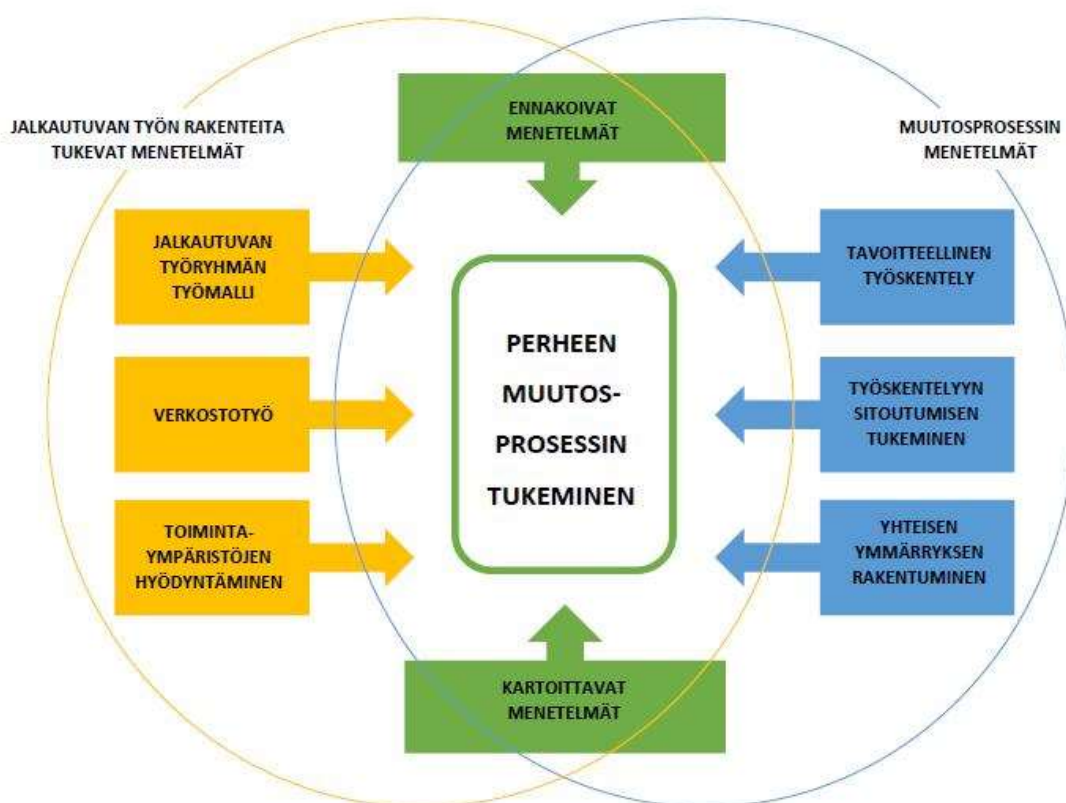 ENNAKOIVAT
MENETELMÄT
JALKAUTUVAN TYÖN RAKENTEITA
TUKEVAT MENETELMÄT
MUUTOSPROSESSIN
MENETELMÄT
JALKAUTUVAN
TYÖRYHMÄN
TYÖMALLI
VERKOSTOTYÖ
TOIMINTA-
YMPÄRISTÖJEN
HYÖDYNTÄMINEN
PERHEEN
MUUTOS-
PROSESSIN
TUKEMINEN
TAVOITTEELLINEN
TYÖSKENTELY
TYÖSKENTELYYN
SITOUTUMISEN
TUKEMINEN
YHTEISEN
YMMÄRRYKSEN
RAKENTUMINEN
KARTOITTAVAT
MENETELMÄT